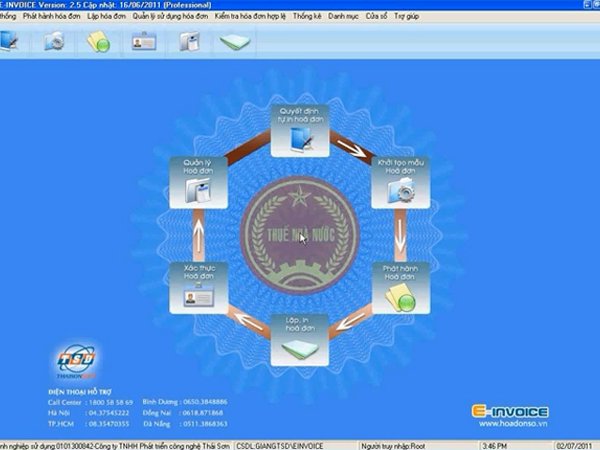 E-INVOICE Version: 2.5 Cập nhật: 16/06/2011 (Professional)
thống Phát hành hóa đơn Lập hóa đơn Quản lý sử dụng hóa đơn Kiểm tra hóa đơn hợp lệ Thống kê Danh mục Cửa sổ Trợ giúp
Quyết định
tự in hoá đơn
Quản lý
Hoá đơn
Khởi tạo mẫu
Hoá đơn
THUẾ NHÀ NƯỚC
Xác thực
Hoá đơn
Phát hành
Hoá đơn
Lập, in
hoá đơn
TSD
THAISON
ĐIỆN THOẠI HỖ TRỢ
Call Center : 1800 58 58 69 Bình Dương : 0650.3848886
Hà Nội : 04.37545222 Đồng Nai : 0618.871868
TP.HCM : 08.35470355 Đà Nẵng : 0511.3868363
E-INVOICE
www.hoadonso.vn
nh nghiệp sử dụng:0101300842-Công ty TNHH Phát triển công nghệ Thái Sơn CSDL:GIANGTSD\EINVOICE Người truy nhập:Root 3:46 PM 02/07/2011